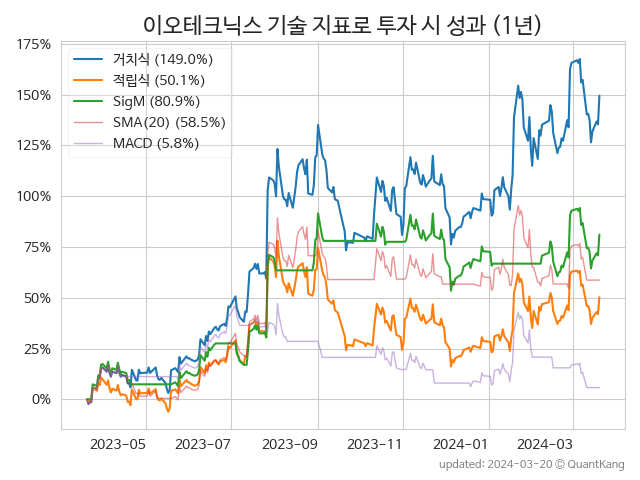 이오테크닉스 기술 지표로 투자 시 성과 (1년)
175%
150%
125%
100%
75%
50%
25%
0%
거치식 (149.0%)
적립식 (50.1%)
SigM (80.9%)
SMA(20) (58.5%)
MACD (5.8%)
2023-05
2023-07
2023-09
2023-11
2024-01
2024-03
updated: 2024-03-20 © QuantKang